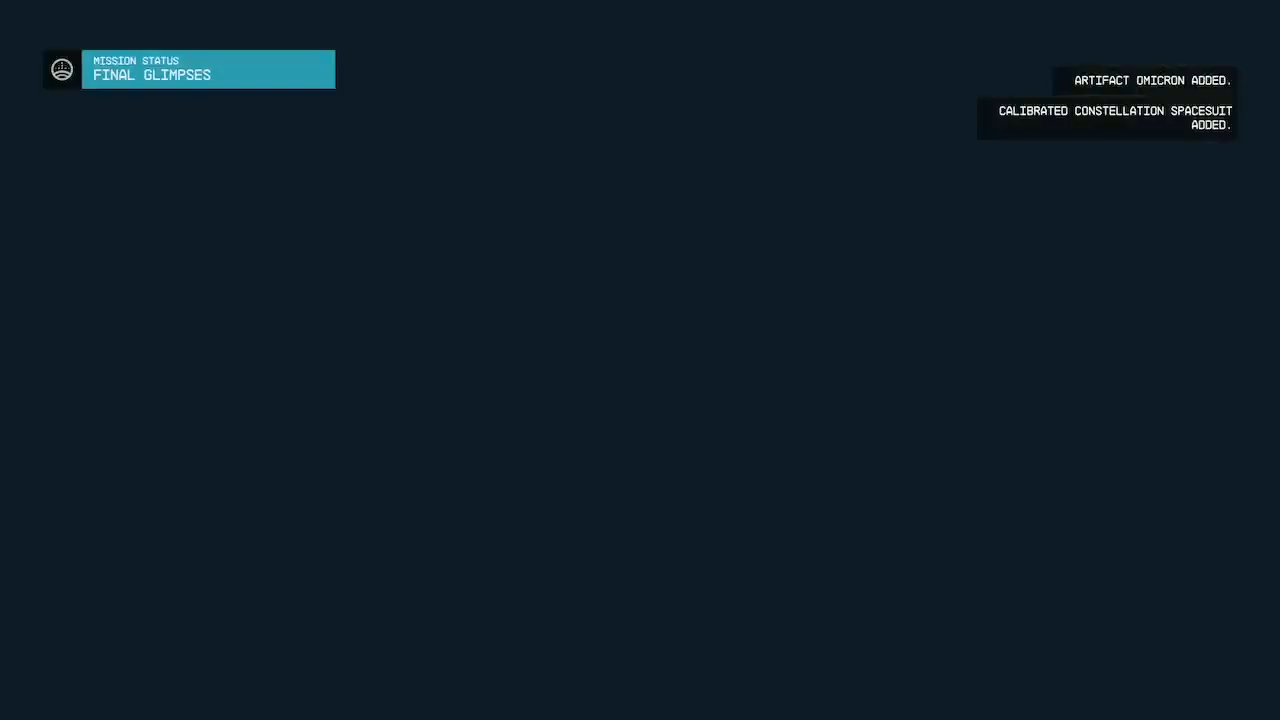 MISSION STATUS
FINAL GLIMPSES
ARTIFACT OMICRON ADDED.
CALIBRATED CONSTELLATION SPACESUIT
ADDED.